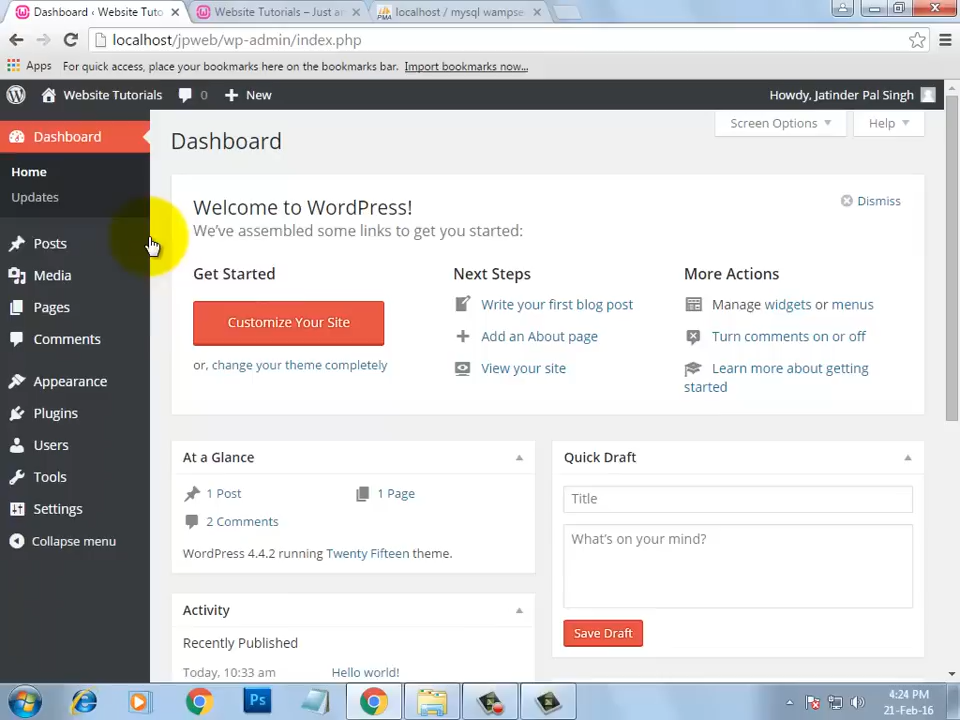 Dashboard ‹ Website Tuto
Website Tutorials – Just an
localhost / mysql wampse
localhost/jpweb/wp-admin/index.php
Apps
For quick access, place your bookmarks here on the bookmarks bar. Import bookmarks now...
Website Tutorials
0
New
Howdy, Jatinder Pal Singh
Dashboard
Home
Updates
Posts
Media
Pages
Comments
Appearance
Plugins
Users
Tools
Settings
Collapse menu
Dashboard
Screen Options
Help
Welcome to WordPress!
Dismiss
We've assembled some links to get you started:
Get Started
Customize Your Site
or, change your theme completely
Next Steps
Write your first blog post
Add an About page
View your site
More Actions
Manage widgets or menus
Turn comments on or off
Learn more about getting
started
At a Glance
1 Post
1 Page
2 Comments
WordPress 4.4.2 running Twenty Fifteen theme.
Activity
Recently Published
Today, 10:33 am
Hello world!
Quick Draft
Title
What's on your mind?
Save Draft
Ps
4:24 PM
21-Feb-16